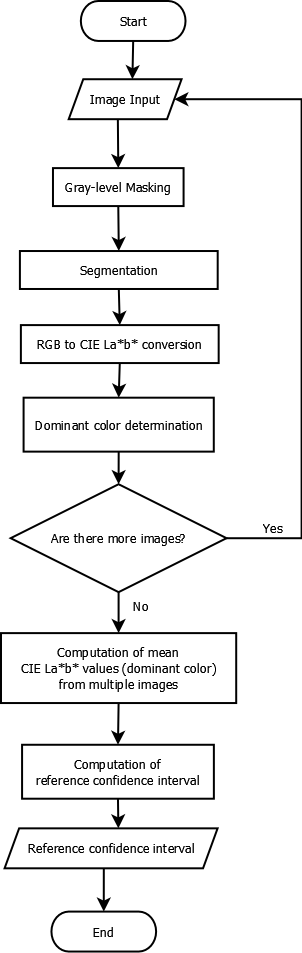 Start
Image Input
Gray-level Masking
Segmentation
RGB to CIE La*b* conversion
Dominant color determination
Are there more images?
Yes
No
Computation of mean
CIE La*b* values (dominant color)
from multiple images
Computation of
reference confidence interval
Reference confidence interval
End